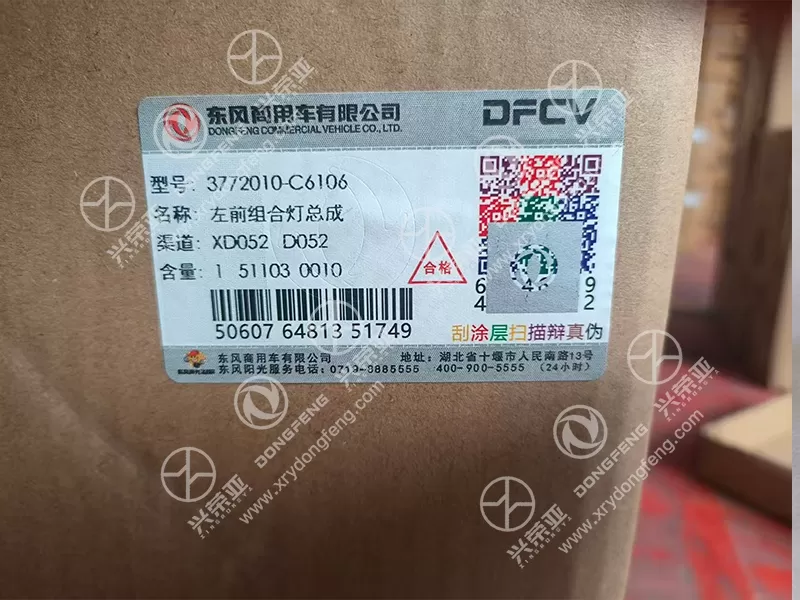 东风商用车有限公司 DFCV
DONGFENG COMMERCIAL VEHICLE CO., LTD.
型号: 3772010-C6106
名称: 左前组合灯总成
渠道: XD052 D052
含量: 1 51103 0010
合格
50607 64813 51749
刮涂层扫描辩真伪
东风商用车有限公司 地址: 湖北省十堰市人民南路13号
东风阳光服务电话: 0719-8885555 400-900-5555 (24小时)
兴荣亚 DONGFENG
XINGRONGYA www.xrydongfeng.com